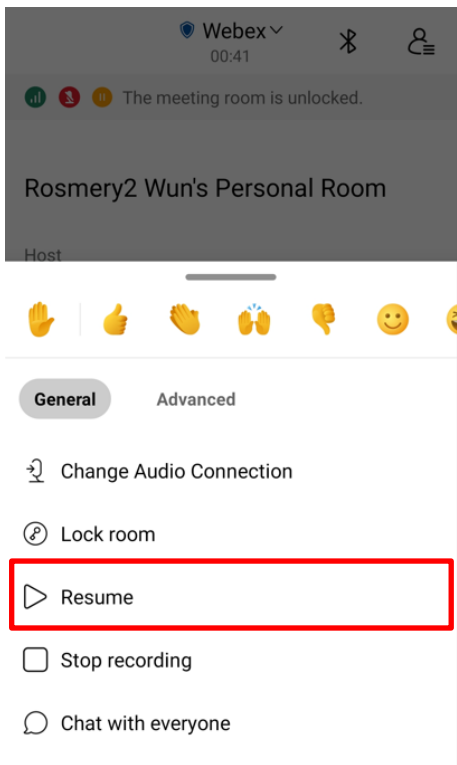 Webex
00:41
The meeting room is unlocked.
Rosmery2 Wun's Personal Room
Host
General
Advanced
Change Audio Connection
Lock room
Resume
Stop recording
Chat with everyone